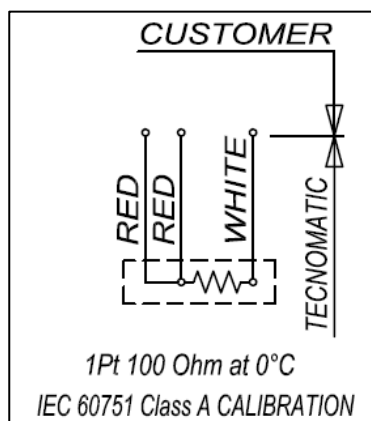 CUSTOMER
RED
RED
WHITE
TECNOMATIC
1Pt 100 Ohm at 0°C
IEC 60751 Class A CALIBRATION